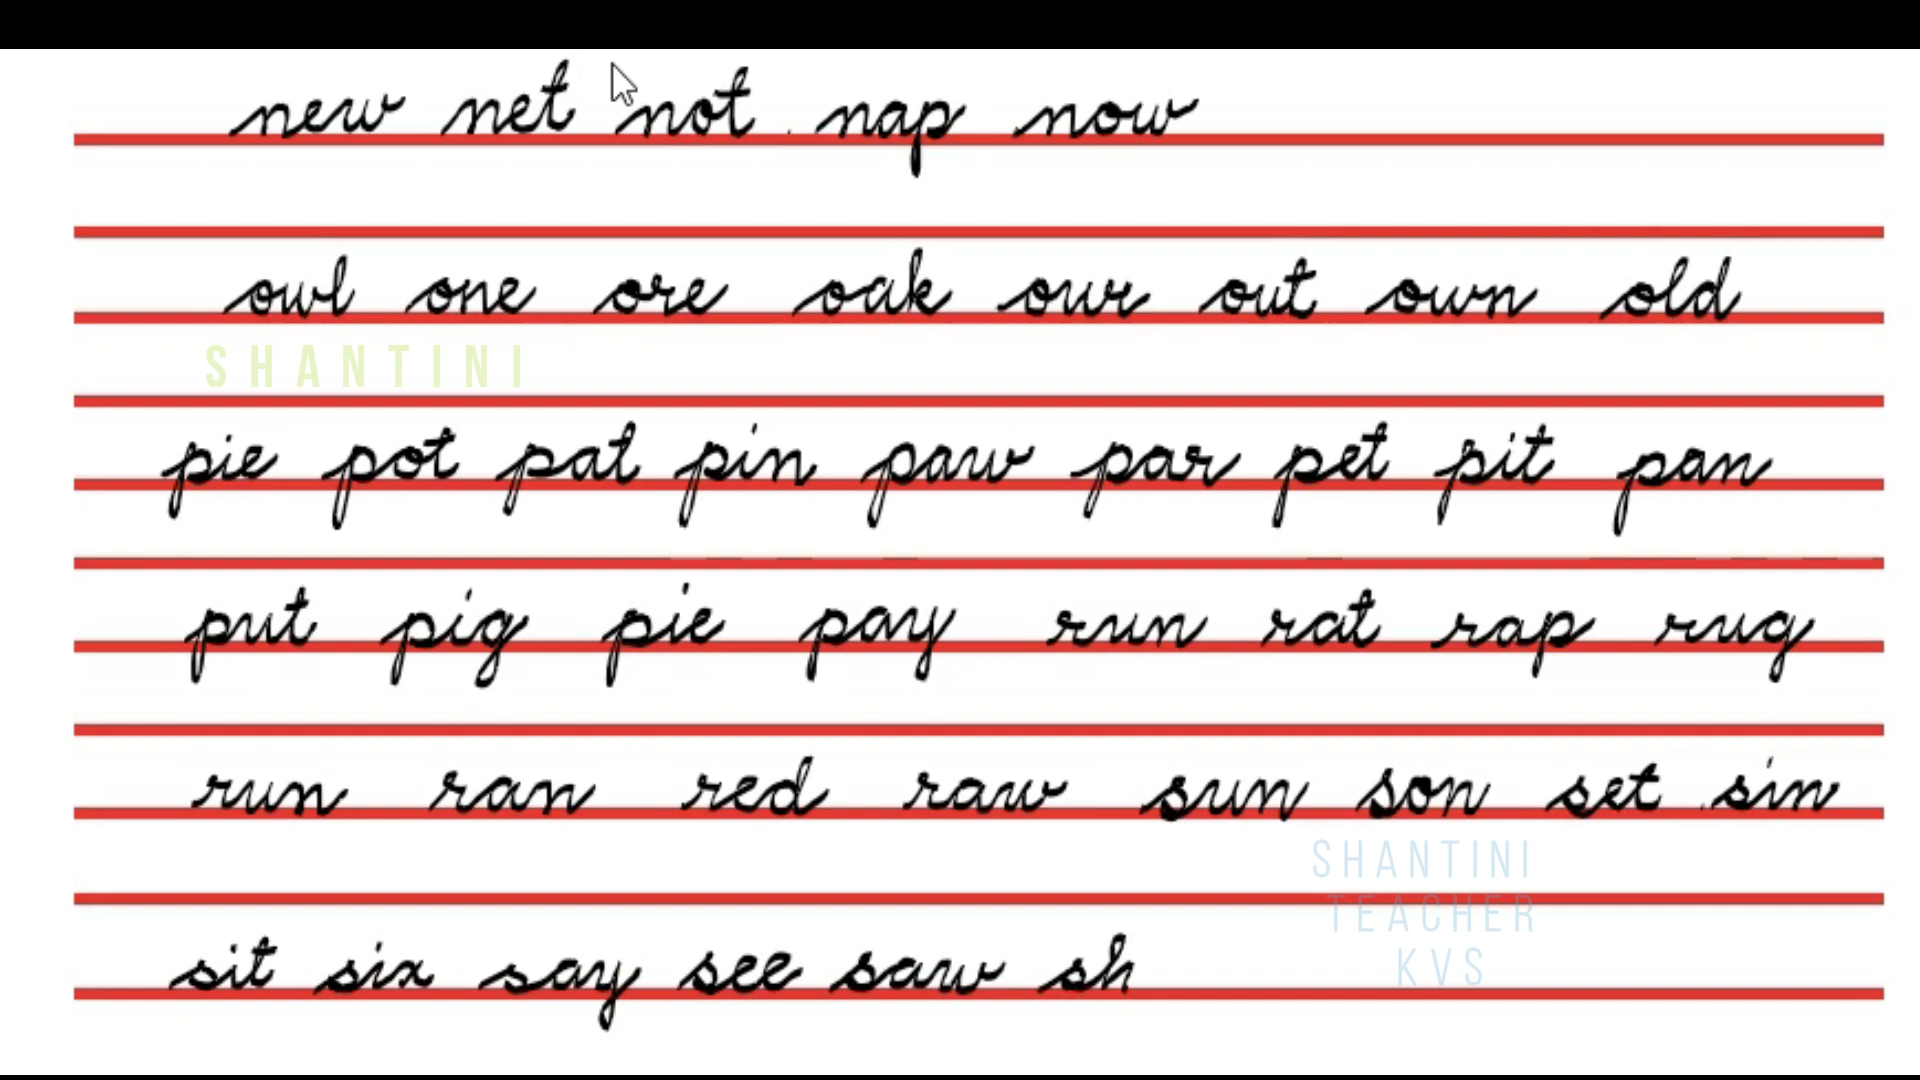 new net not nap now
owl one ore oak our out own old
SHANTINI
pie pot pat pin paw par pet pit pan
put pig pie pay run rat rap rug
run ran red raw sun son set sin
SHANTINI
TEACHER
KVS
sit six say see saw sh